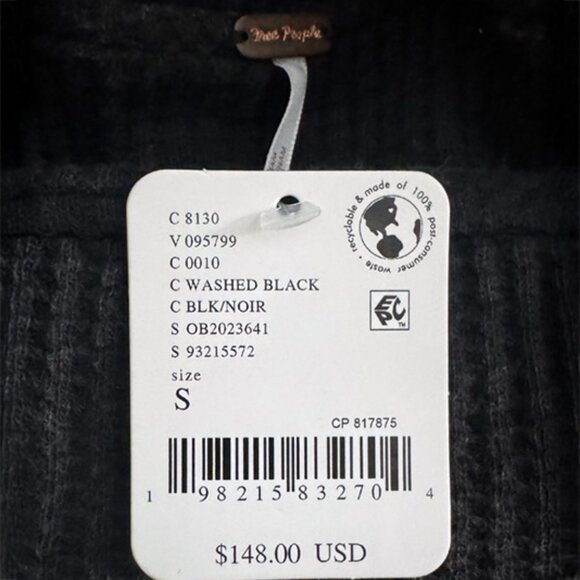 Free People
C 8130
V 095799
C 0010
C WASHED BLACK
C BLK/NOIR
S OB2023641
S 93215572
size
S
recyclable & made of 100% post-consumer waste •
EPC™
CP 817875
1 98215 83270 4
$148.00 USD